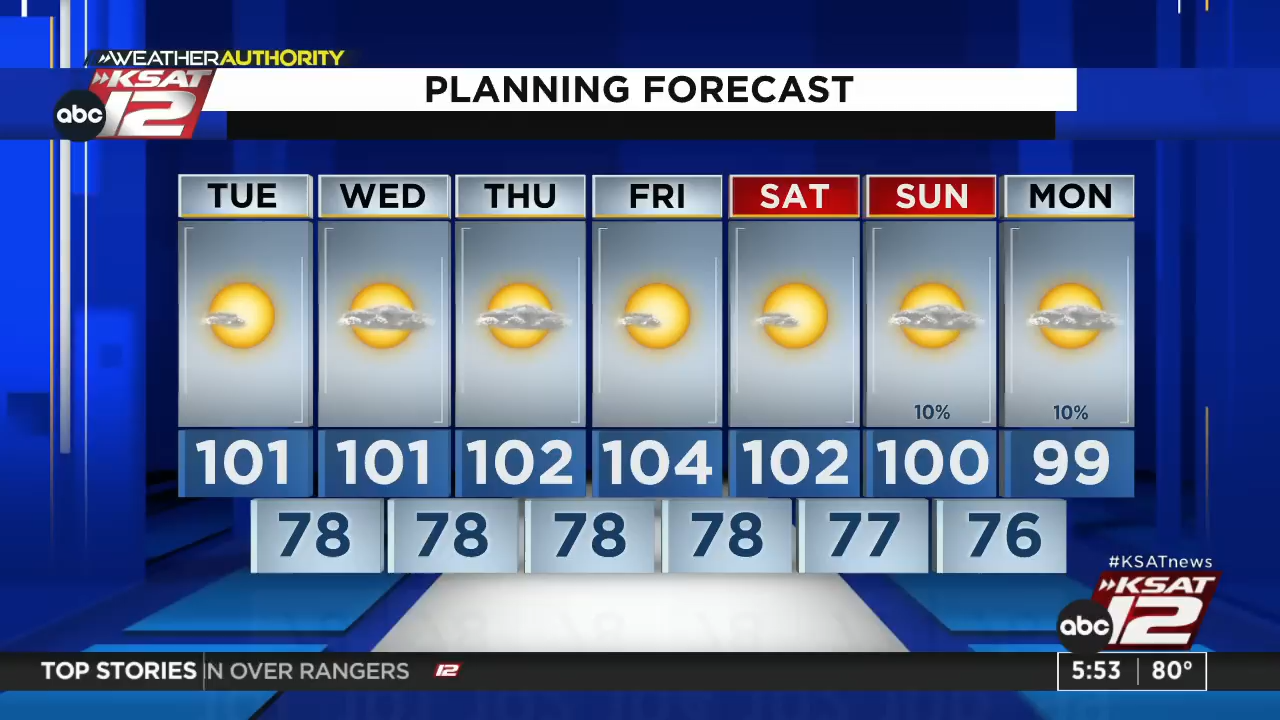 WEATHER AUTHORITY
KSAT
abc 12
PLANNING FORECAST
TUE WED THU FRI SAT SUN MON
10% 10%
101 101 102 104 102 100 99
78 78 78 78 77 76
#KSATnews
KSAT
abc 12
TOP STORIES N OVER RANGERS 12 5:53 80°